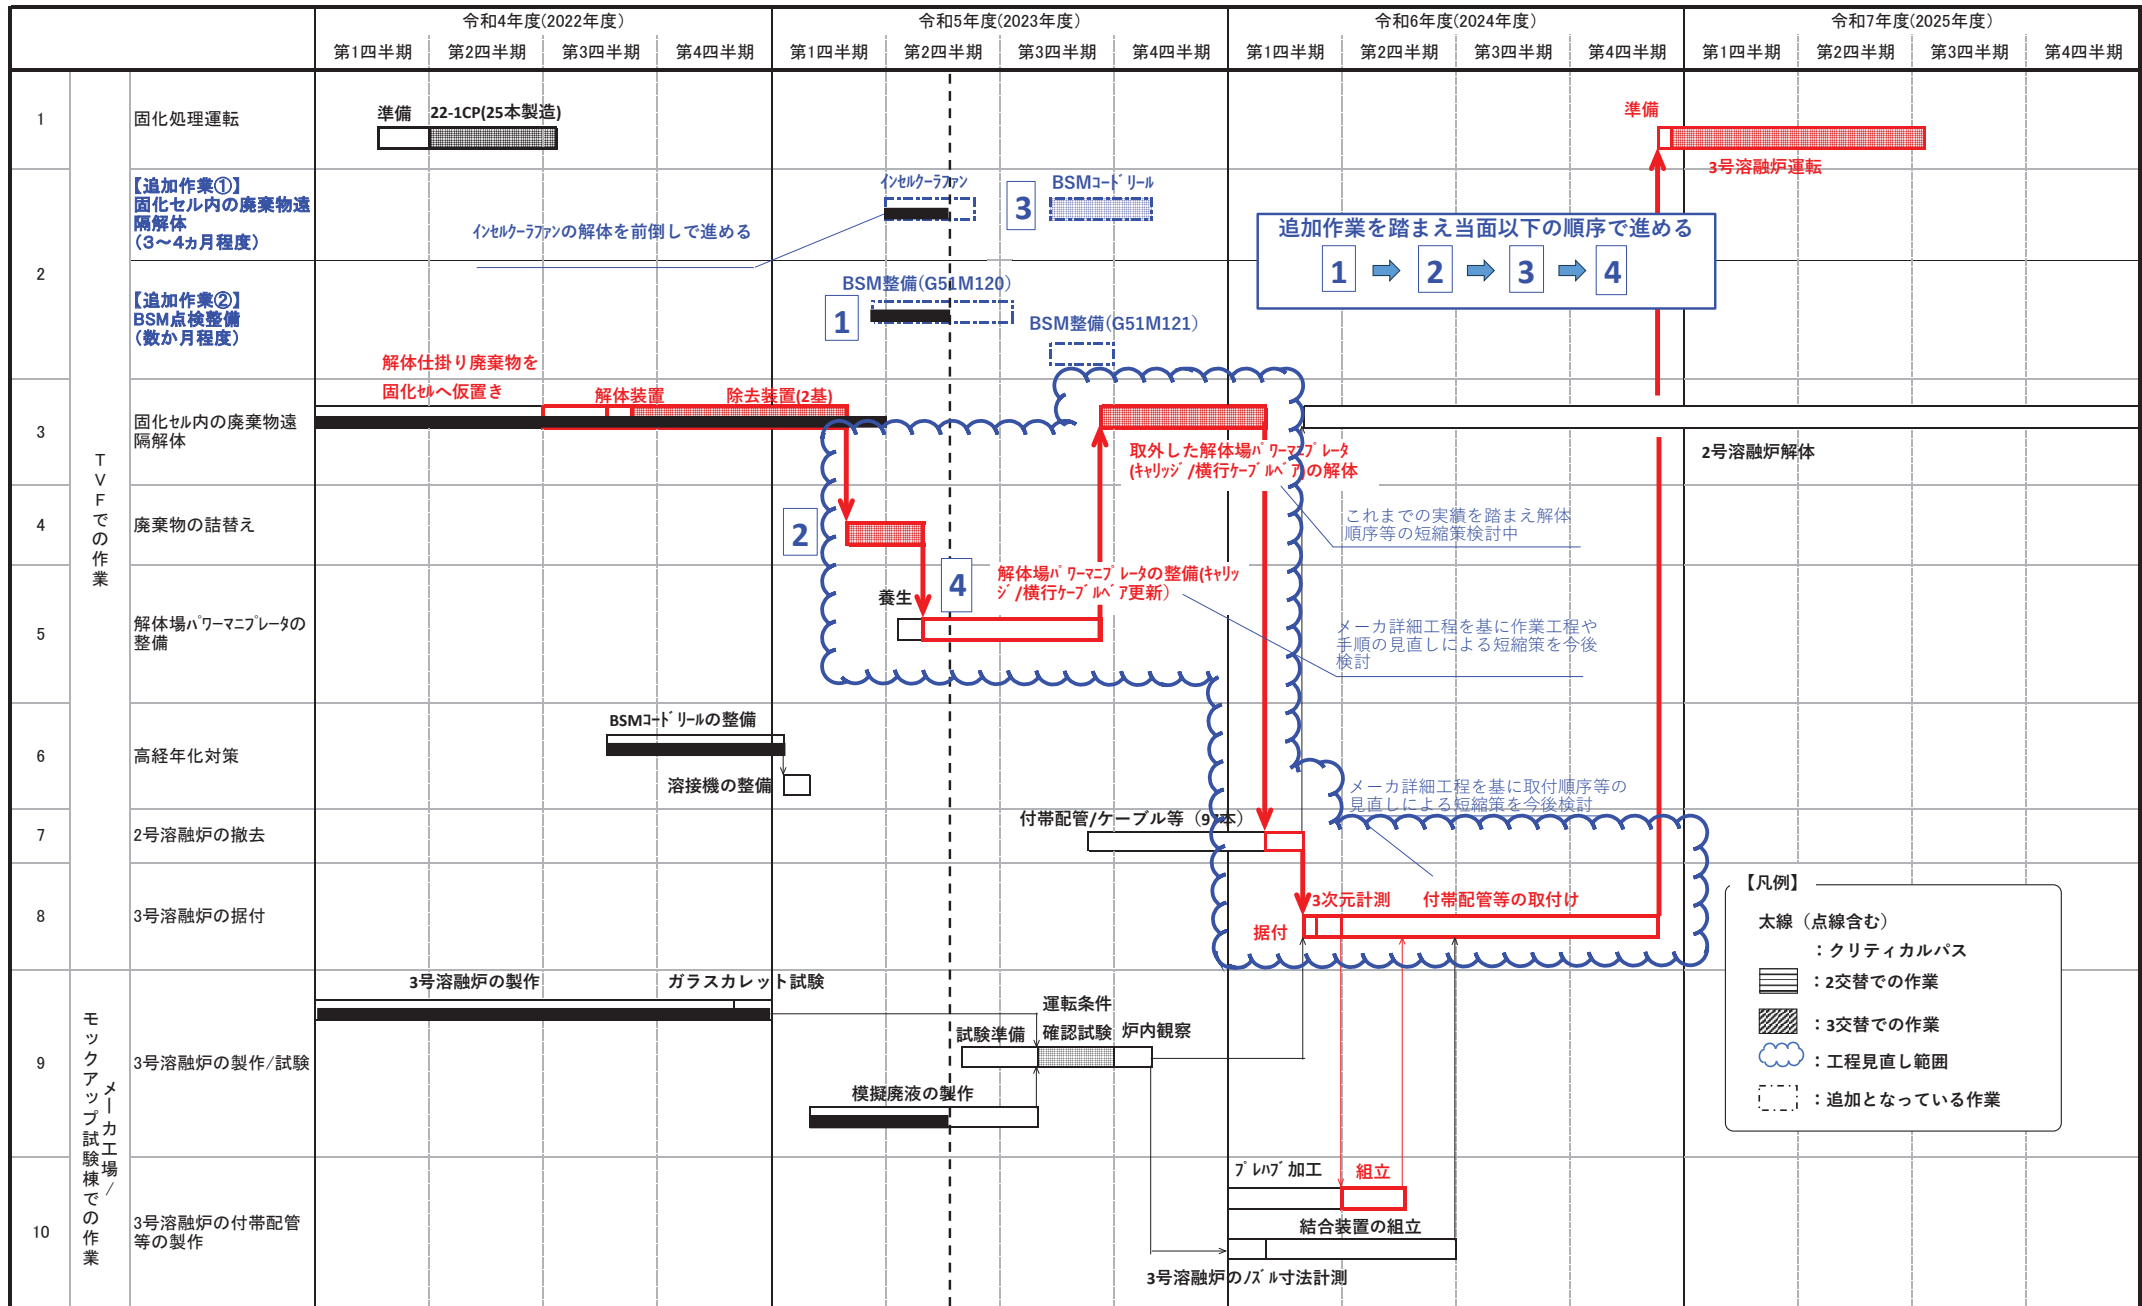 令和4年度(2022年度)
令和5年度(2023年度)
令和6年度(2024年度)
令和7年度(2025年度)
第1四半期
第2四半期
第3四半期
第4四半期
第1四半期
第2四半期
第3四半期
第4四半期
第1四半期
第2四半期
第3四半期
第4四半期
第1四半期
第2四半期
第3四半期
第4四半期
TVFでの作業
1
固化処理運転
準備
22-1CP(25本製造)
準備
3号溶融炉運転
2
【追加作業①】
固化セル内の廃棄物遠
隔解体
(3~4ヵ月程度)
インセルクーラファン
3
BSMコードリール
インセルクーラファンの解体を前倒しで進める
追加作業を踏まえ当面以下の順序で進める
1
2
3
4
【追加作業②】
BSM点検整備
(数か月程度)
BSM整備(G51M120)
1
BSM整備(G51M121)
3
固化セル内の廃棄物遠
隔解体
解体仕掛り廃棄物を
固化セルへ仮置き
解体装置
除去装置(2基)
取外した解体場パワーマニプレータ
(キャリッジ/横行ケーブルベア)の解体
2号溶融炉解体
4
廃棄物の詰替え
2
これまでの実績を踏まえ解体
順序等の短縮策検討中
5
解体場パワーマニプレータの
整備
養生
4
解体場パワーマニプレータの整備(キャリッ
ジ/横行ケーブルベア更新)
メーカ詳細工程を基に作業工程や
手順の見直しによる短縮策を今後
検討
6
高経年化対策
BSMコードリールの整備
溶接機の整備
メーカ詳細工程を基に取付順序等の
見直しによる短縮策を今後検討
7
2号溶融炉の撤去
付帯配管/ケーブル等
8
3号溶融炉の据付
据付
3次元計測
付帯配管等の取付け
モックアップ試験棟での作業
メーカ工場/
9
3号溶融炉の製作/試験
3号溶融炉の製作
ガラスカレット試験
試験準備
運転条件
確認試験
炉内観察
模擬廃液の製作
10
3号溶融炉の付帯配管
等の製作
プレハブ加工
組立
結合装置の組立
3号溶融炉のノズル寸法計測
【凡例】
太線（点線含む）
：クリティカルパス
：2交替での作業
：3交替での作業
：工程見直し範囲
：追加となっている作業